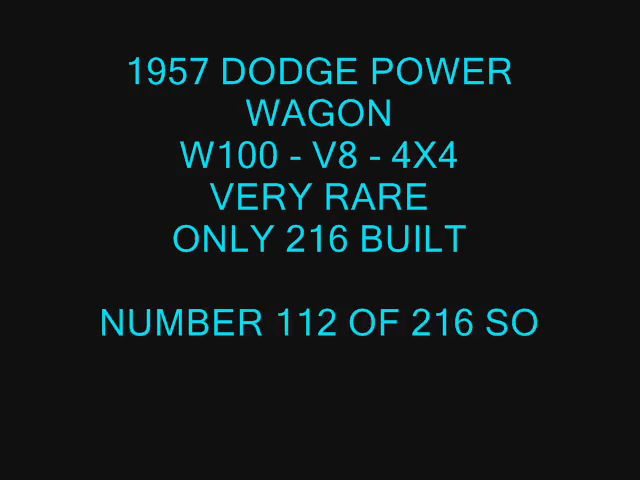 1957 DODGE POWER
WAGON
W100 - V8 - 4X4
VERY RARE
ONLY 216 BUILT
NUMBER 112 OF 216 SO